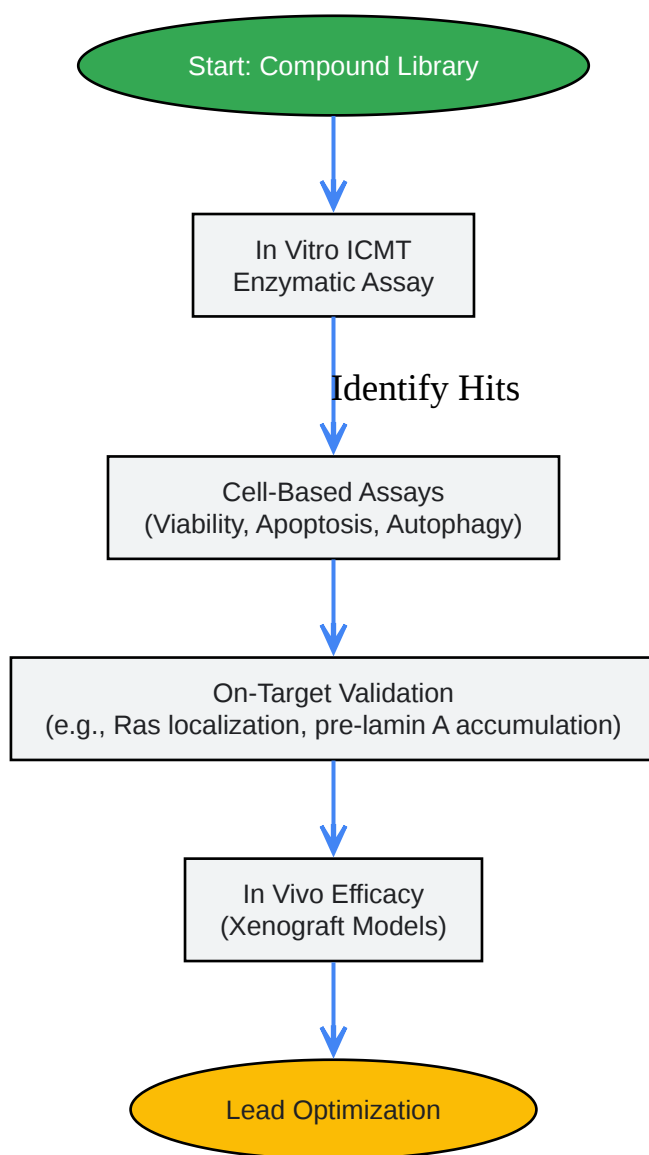 Start: Compound Library
In Vitro ICMT
Enzymatic Assay
Identify Hits
Cell-Based Assays
(Viability, Apoptosis, Autophagy)
On-Target Validation
(e.g., Ras localization, pre-lamin A accumulation)
In Vivo Efficacy
(Xenograft Models)
Lead Optimization